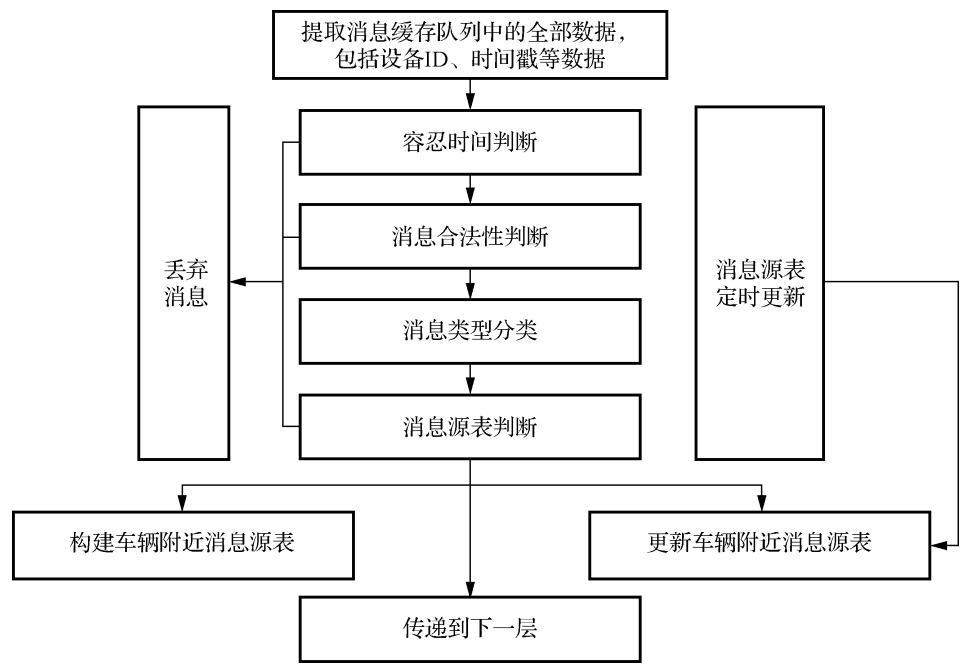 提取消息缓存队列中的全部数据，
包括设备ID、时间戳等数据
容忍时间判断
消息合法性判断
丢弃
消息
消息源表
定时更新
消息类型分类
消息源表判断
构建车辆附近消息源表
更新车辆附近消息源表
传递到下一层